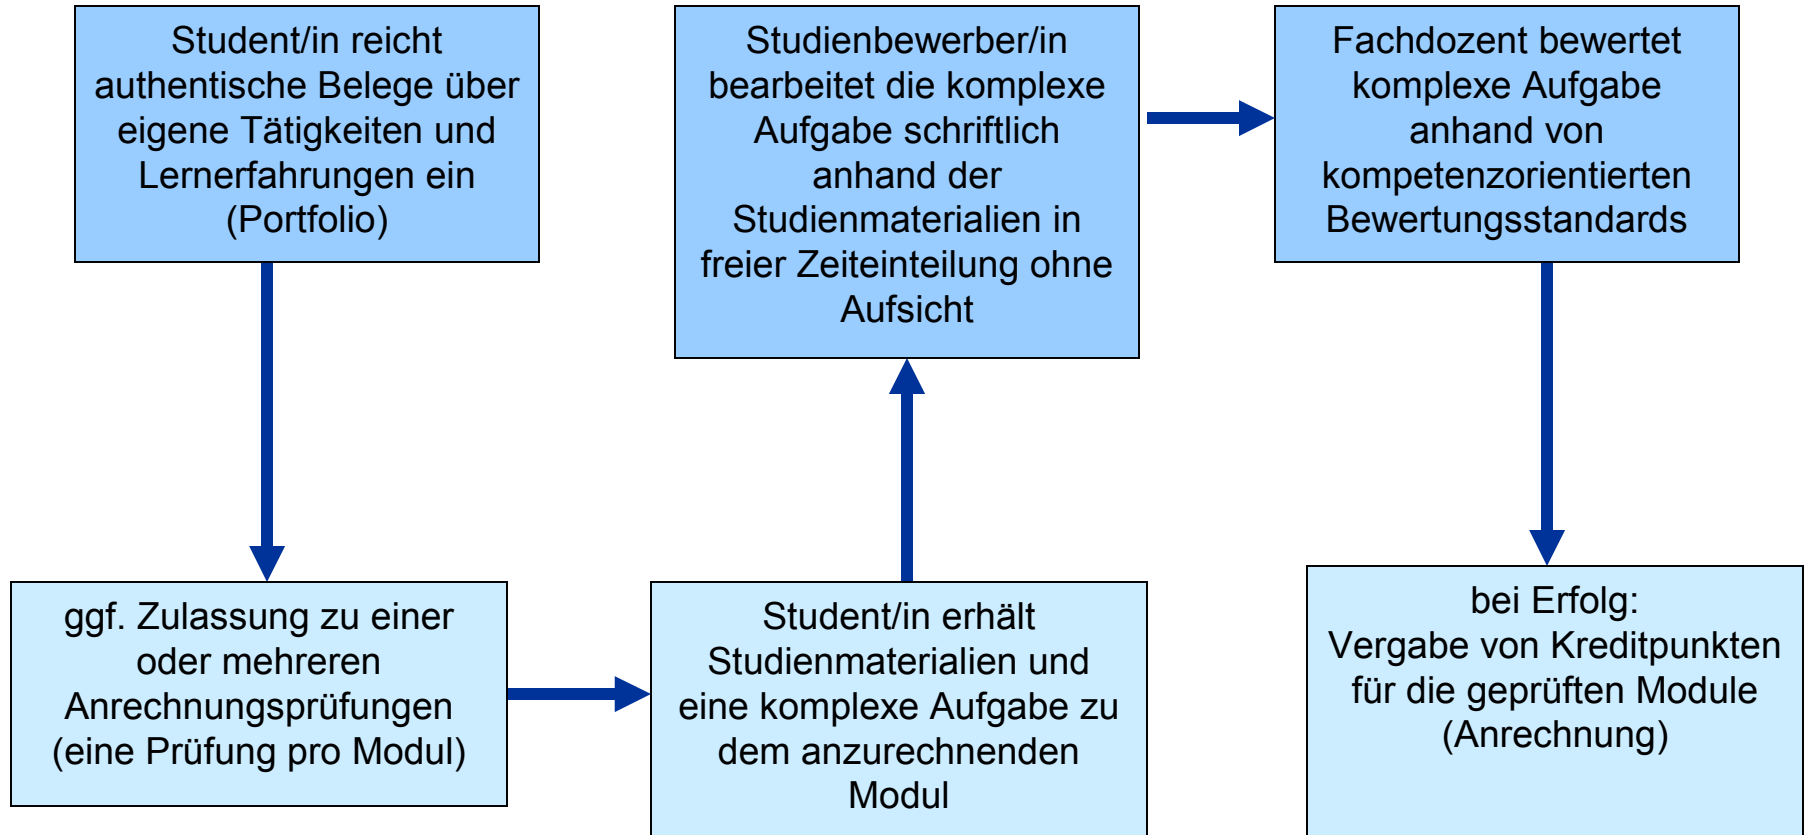 Student/in reicht
authentische Belege über
eigene Tätigkeiten und
Lernerfahrungen ein
(Portfolio)
ggf. Zulassung zu einer
oder mehreren
Anrechnungsprüfungen
(eine Prüfung pro Modul)
Student/in erhält
Studienmaterialien und
eine komplexe Aufgabe zu
dem anzurechnenden
Modul
Studienbewerber/in
bearbeitet die komplexe
Aufgabe schriftlich
anhand der
Studienmaterialien in
freier Zeiteinteilung ohne
Aufsicht
Fachdozent bewertet
komplexe Aufgabe
anhand von
kompetenzorientierten
Bewertungsstandards
bei Erfolg:
Vergabe von Kreditpunkten
für die geprüften Module
(Anrechnung)